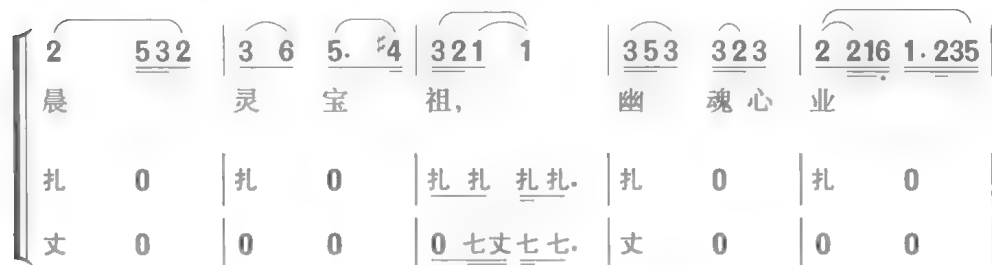 2 532 | 3 6 5. ♯4 | 321 1 | 353 323 | 2 216 1.235
晨 灵 宝 祖， 幽 魂 心 业
扎 0 | 扎 0 | 扎 扎 扎 扎. | 扎 0 | 扎 0
丈 0 | 0 0 | 0 七丈 七 七. | 丈 0 | 0 0